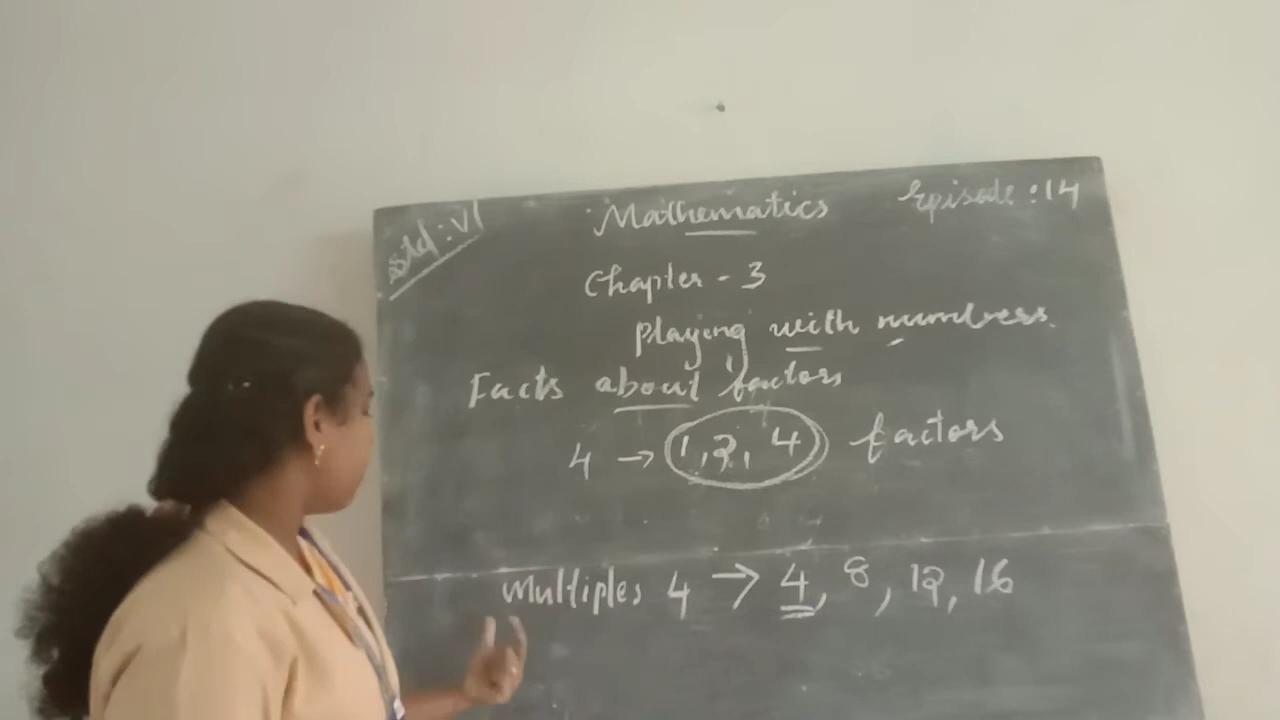 Std : VI
Mathematics
Episode : 14
Chapter - 3
Playing with numbers
Facts about factors
4 → 1, 2, 4 factors
Multiples 4 → 4, 8, 12, 16